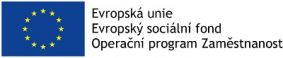 Evropská unie
Evropský sociální fond
Operační program Zaměstnanost